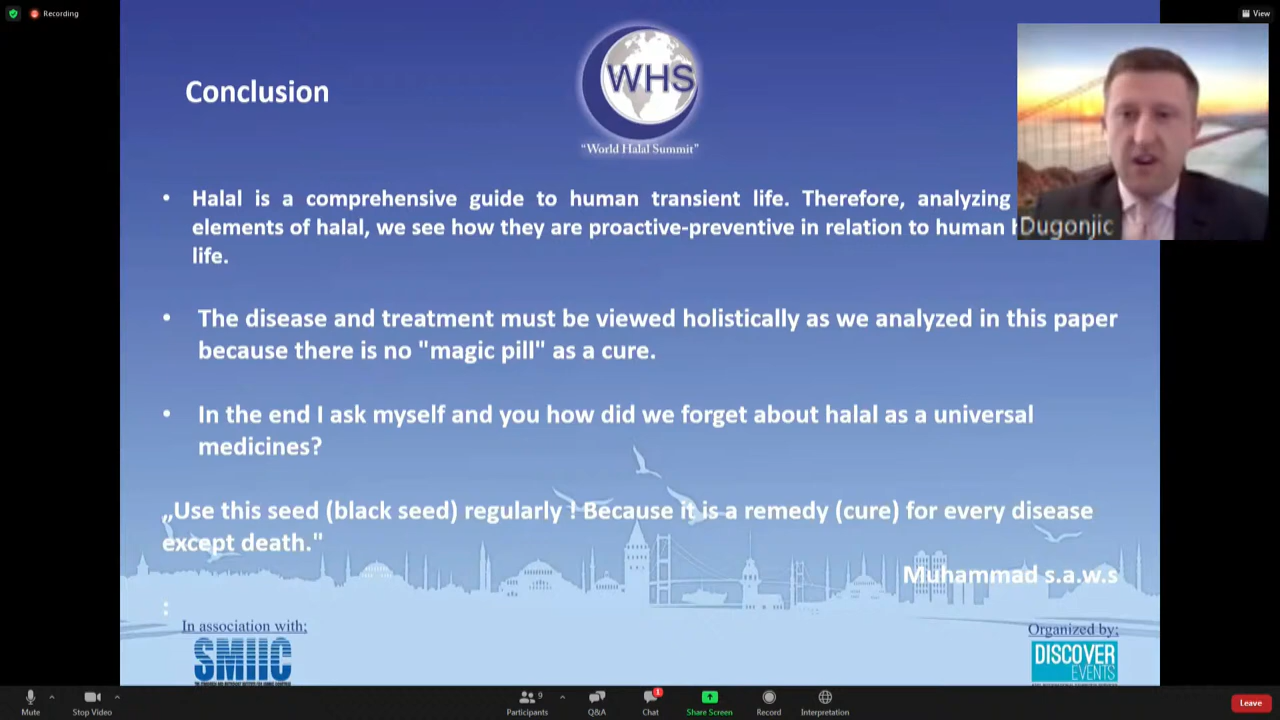 Recording
View
Conclusion
WHS
“World Halal Summit”
• Halal is a comprehensive guide to human transient life. Therefore, analyzing
elements of halal, we see how they are proactive-preventive in relation to human
life.
Dugonjic
• The disease and treatment must be viewed holistically as we analyzed in this paper
because there is no "magic pill" as a cure.
• In the end I ask myself and you how did we forget about halal as a universal
medicines?
„Use this seed (black seed) regularly ! Because it is a remedy (cure) for every disease
except death."
Muhammad s.a.w.s
:
In association with;
SMIIC
Organized by;
DISCOVER
EVENTS
Mute
Stop Video
9
Participants
Q&A
1
Chat
Share Screen
Record
Interpretation
Leave